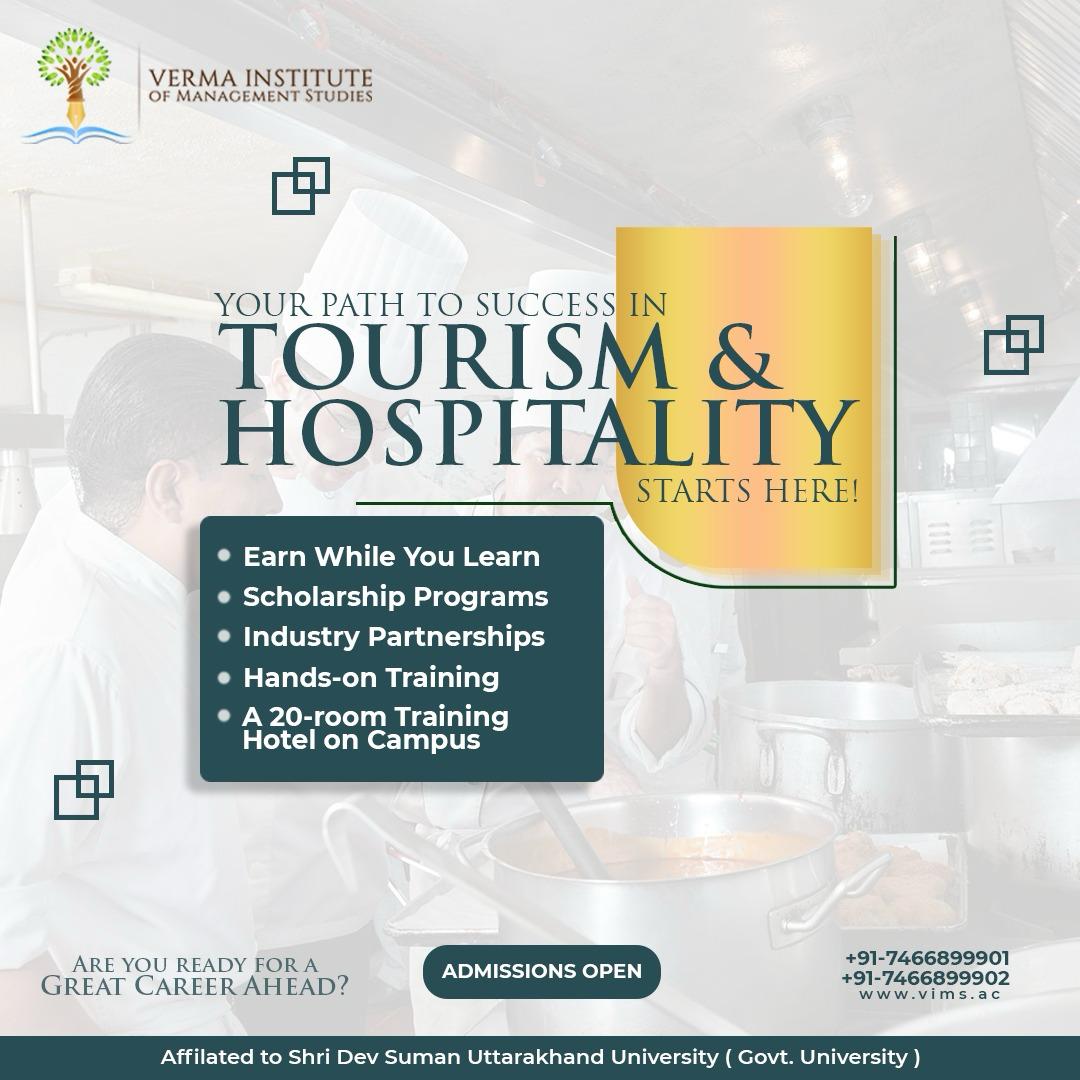 VERMA INSTITUTE
OF MANAGEMENT STUDIES
YOUR PATH TO SUCCESS IN
TOURISM &
HOSPITALITY
STARTS HERE!
Earn While You Learn
Scholarship Programs
Industry Partnerships
Hands-on Training
A 20-room Training
Hotel on Campus
ARE YOU READY FOR A
GREAT CAREER AHEAD?
ADMISSIONS OPEN
+91-7466899901
+91-7466899902
www.vims.ac
Affilated to Shri Dev Suman Uttarakhand University ( Govt. University )